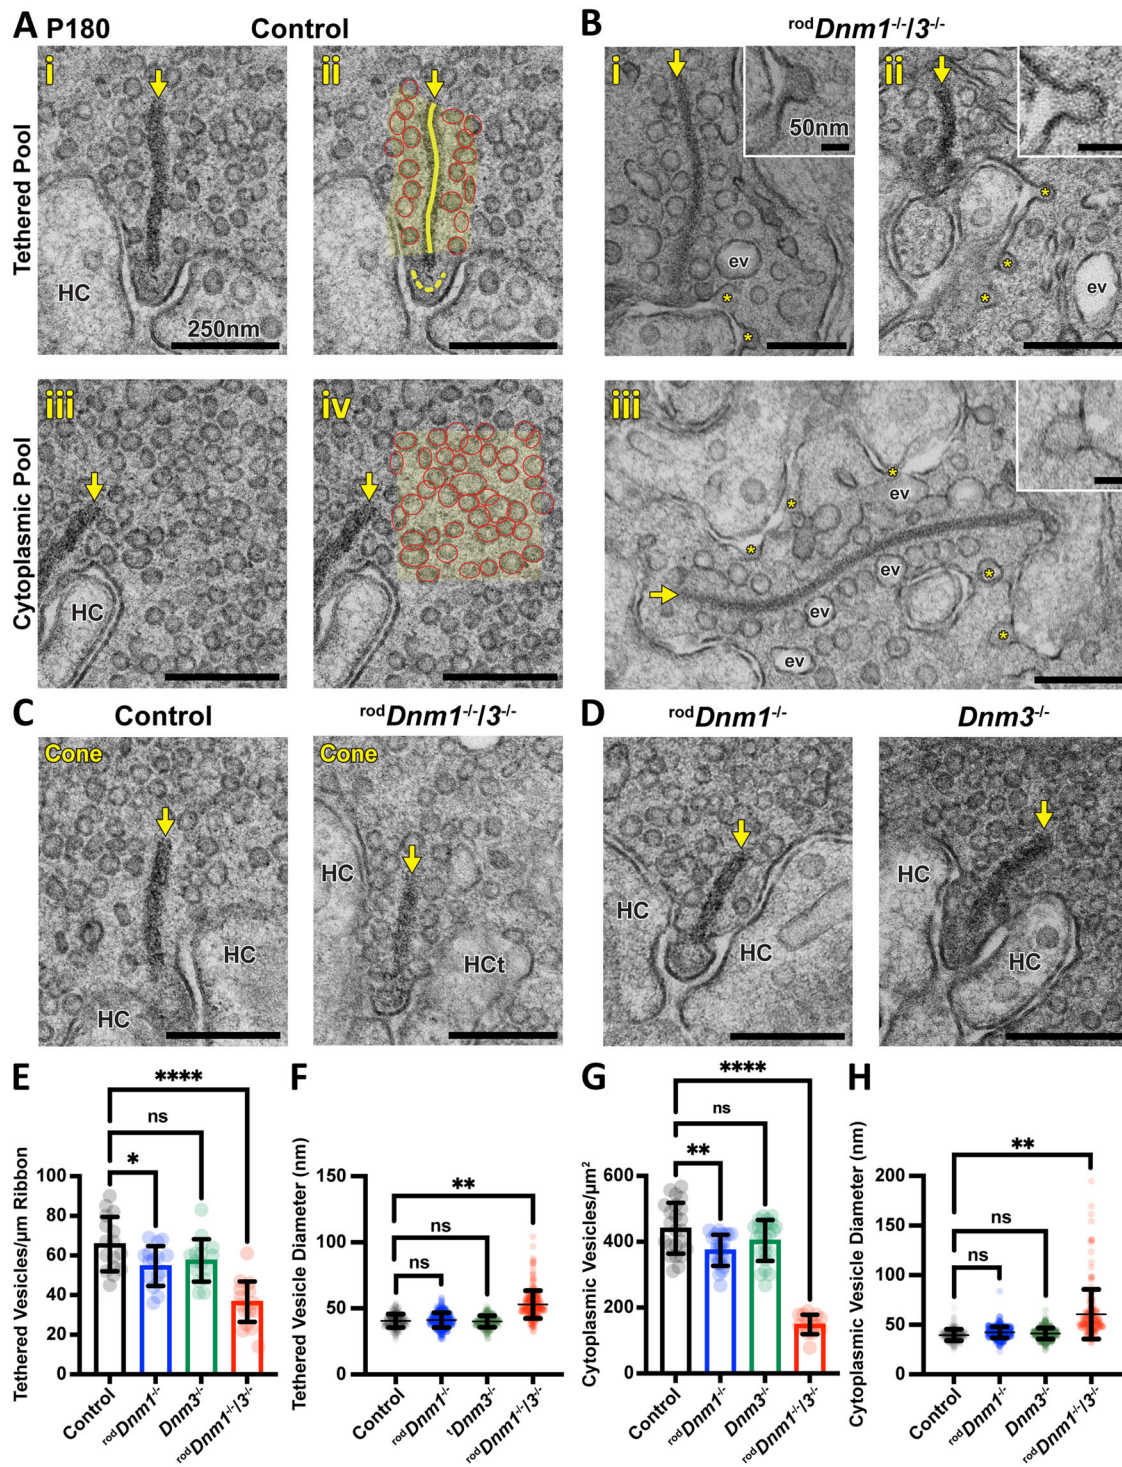 A P180 Control
B rodDnm1-/-/3-/-
Tethered Pool
i
HC
250nm
ii
i
50nm
ev
*
*
ii
*
*
*
ev
Cytoplasmic Pool
iii
HC
iv
iii
*
ev
*
*
ev
*
ev
*
ev
C Control rodDnm1-/-/3-/-
D rodDnm1-/- Dnm3-/-
Cone
HC
HC
Cone
HC
HCt
HC
HC
HC
HC
E
****
ns
*
Tethered Vesicles/µm Ribbon
100
80
60
40
20
0
Control
rodDnm1-/-
Dnm3-/-
rodDnm1-/-/3-/-
F
**
ns
ns
Tethered Vesicle Diameter (nm)
150
100
50
0
Control
rodDnm1-/-
tDnm3-/-
rodDnm1-/-/3-/-
G
****
ns
**
Cytoplasmic Vesicles/µm²
600
400
200
0
Control
rodDnm1-/-
Dnm3-/-
rodDnm1-/-/3-/-
H
**
ns
ns
Cytoplasmic Vesicle Diameter (nm)
200
150
100
50
0
Control
rodDnm1-/-
Dnm3-/-
rodDnm1-/-/3-/-